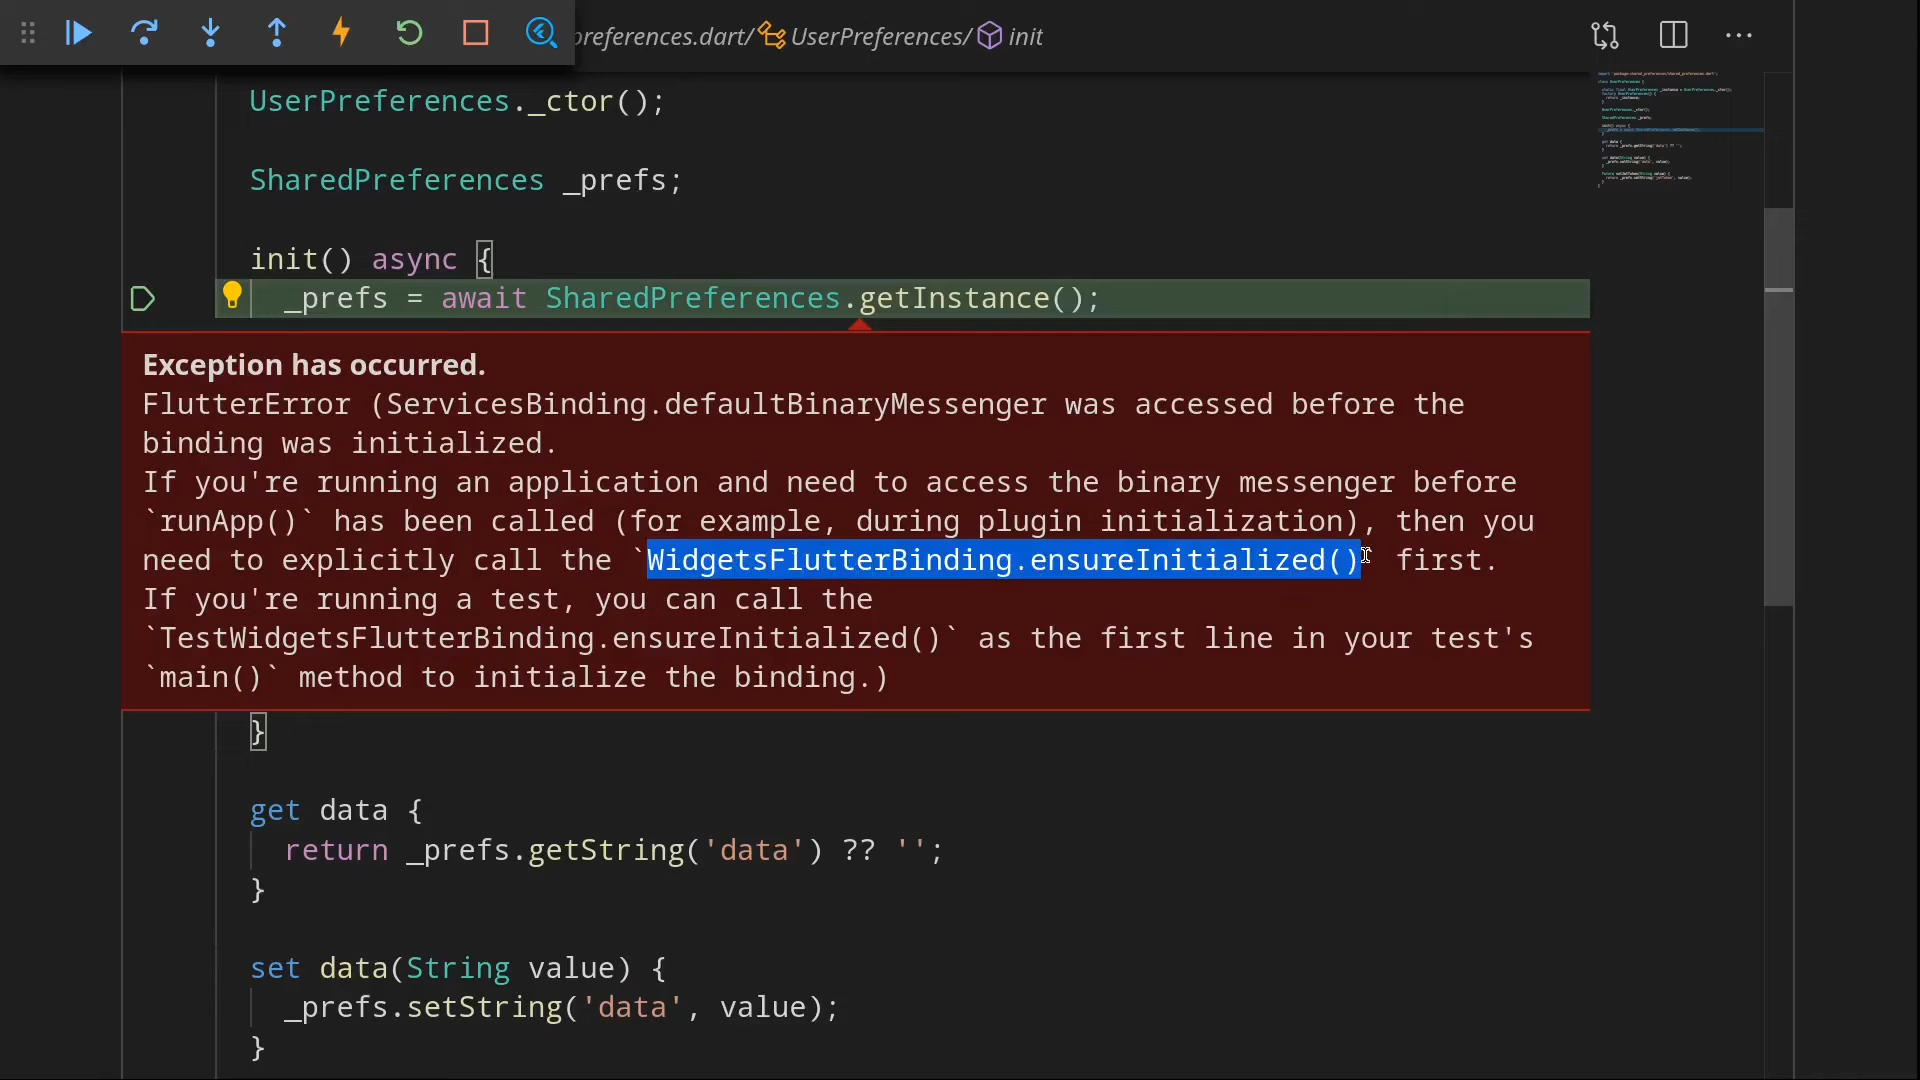 preferences.dart/ UserPreferences/ init
UserPreferences._ctor();
SharedPreferences _prefs;
init() async {
_prefs = await SharedPreferences.getInstance();
Exception has occurred.
FlutterError (ServicesBinding.defaultBinaryMessenger was accessed before the
binding was initialized.
If you're running an application and need to access the binary messenger before
`runApp()` has been called (for example, during plugin initialization), then you
need to explicitly call the `WidgetsFlutterBinding.ensureInitialized()` first.
If you're running a test, you can call the
`TestWidgetsFlutterBinding.ensureInitialized()` as the first line in your test's
`main()` method to initialize the binding.)
}
get data {
return _prefs.getString('data') ?? '';
}
set data(String value) {
_prefs.setString('data', value);
}